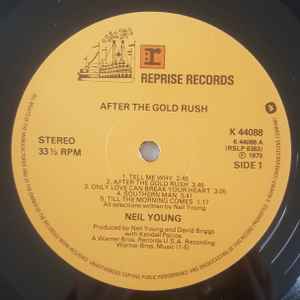 REPRISE RECORDS
AFTER THE GOLD RUSH
STEREO
33⅓ RPM
K 44088
K 44088 A
(RSLP 6383)
℗ 1970
SIDE 1
1. TELL ME WHY 2.45
2. AFTER THE GOLD RUSH 3.45
3. ONLY LOVE CAN BREAK YOUR HEART 3.05
4. SOUTHERN MAN 5.41
5. TILL THE MORNING COMES 1.17
All selections written by Neil Young
NEIL YOUNG
Produced by Neil Young and David Briggs
with Kendall Pacios
A Warner Bros. Records U.S.A. Recording
Warner Bros. Music (1-5)